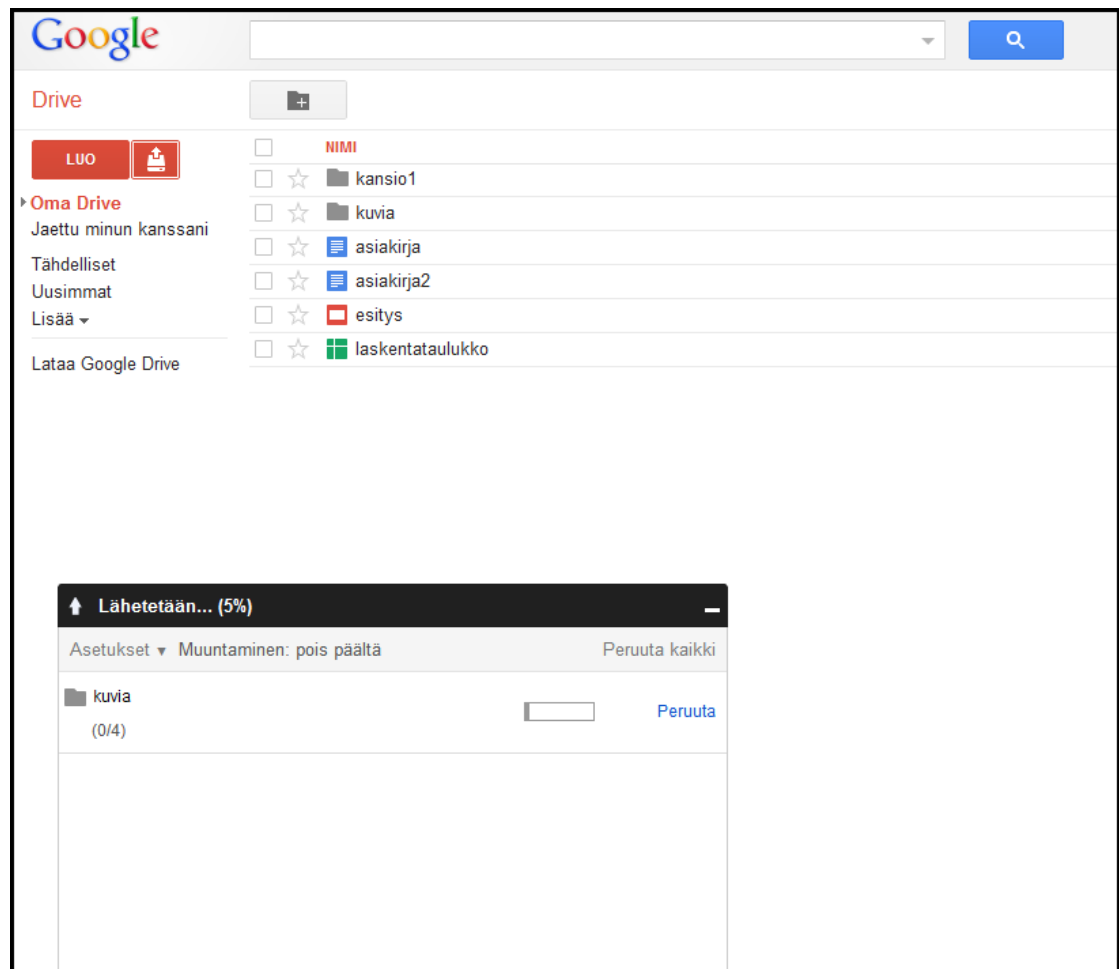 Google
Drive
LUO
NIMI
kansio1
Oma Drive
kuvia
Jaettu minun kanssani
asiakirja
Tähdelliset
asiakirja2
Uusimmat
esitys
Lisää
laskentataulukko
Lataa Google Drive
Lähetetään... (5%)
Asetukset Muuntaminen: pois päältä Peruuta kaikki
kuvia
Peruuta
(0/4)